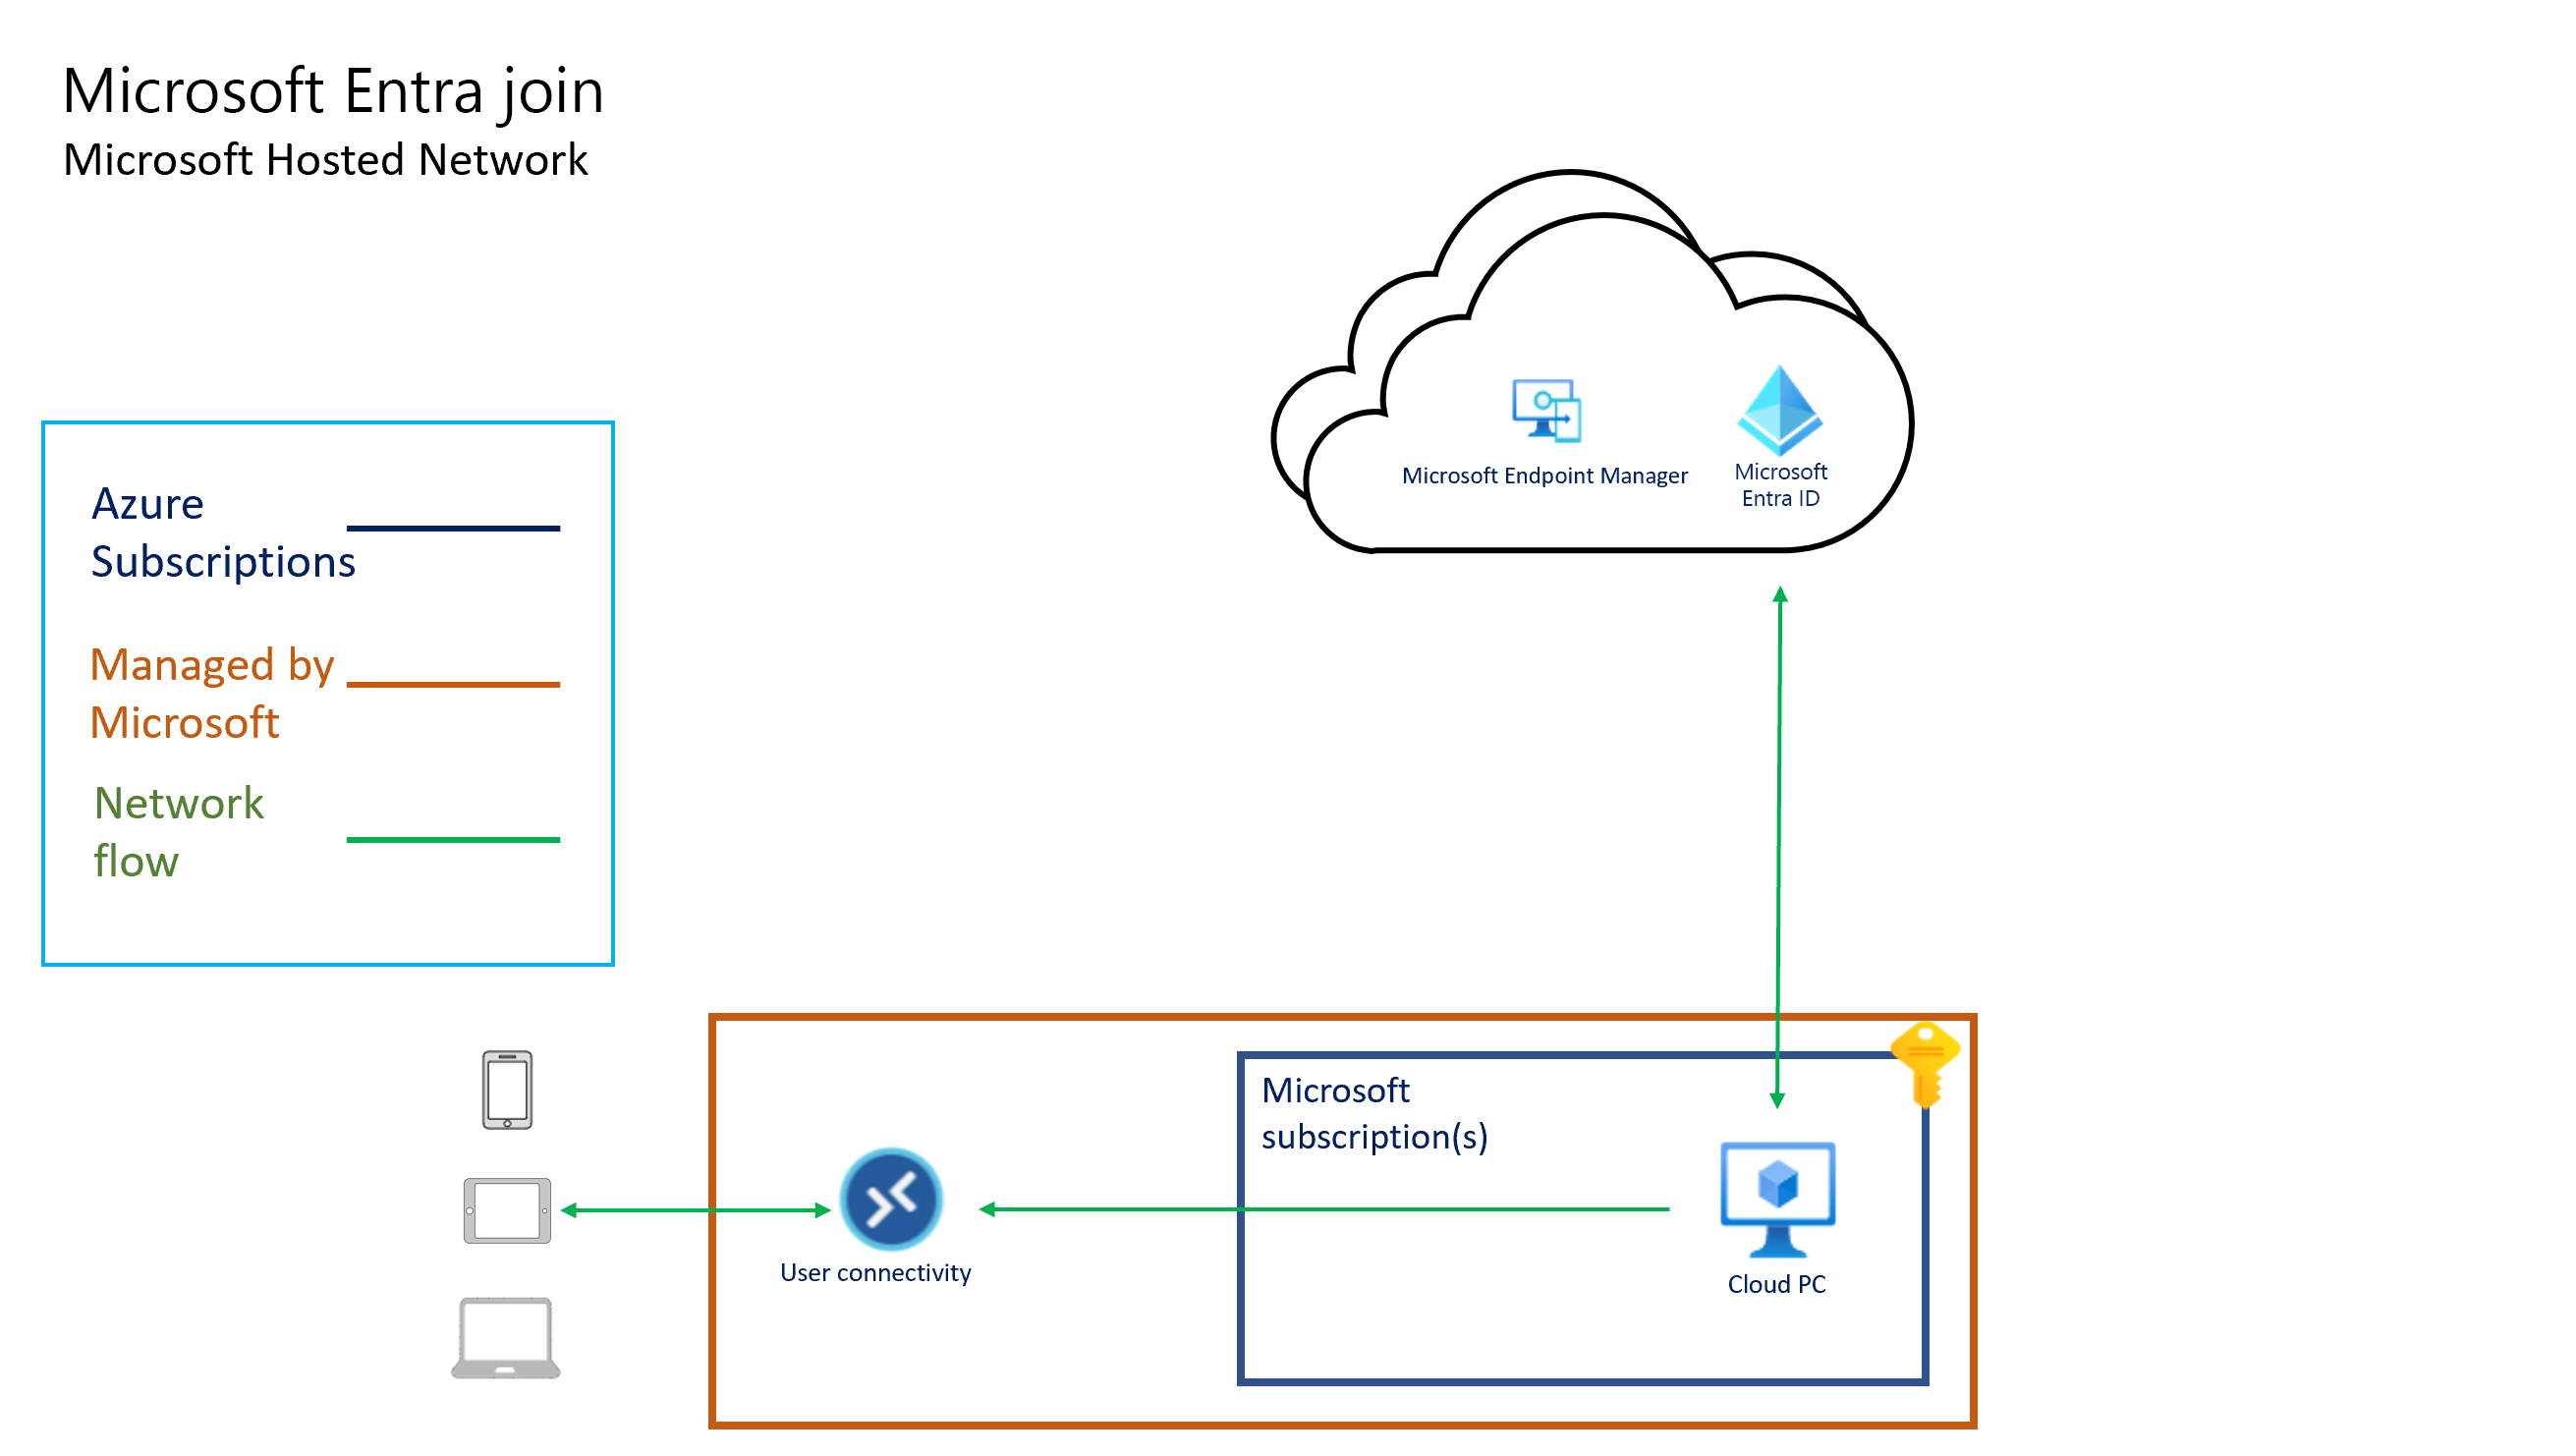 Microsoft Entra join
Microsoft Hosted Network
Azure
Subscriptions
Managed by
Microsoft
Network
flow
Microsoft Endpoint Manager
Microsoft
Entra ID
Microsoft
subscription(s)
User connectivity
Cloud PC